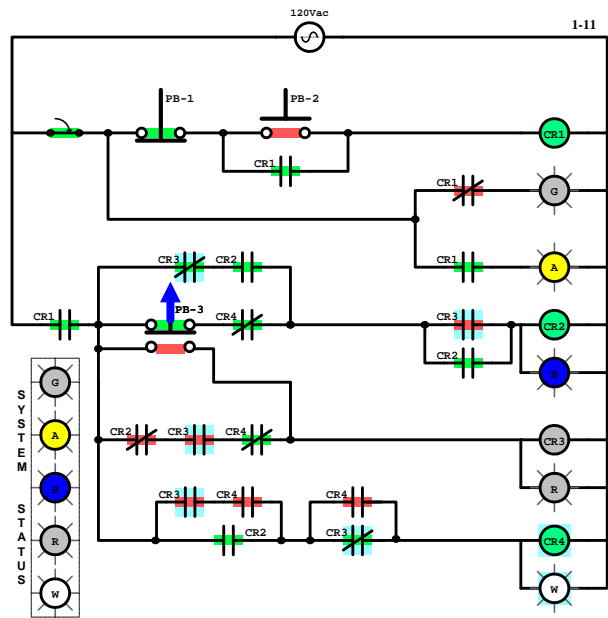 120Vac
1-11
PB-1
PB-2
CR1
CR1
CR1
G
CR3
CR2
CR1
A
CR1
PB-3
CR4
CR3
CR2
CR2
B
SYSTEM STATUS
G
A
B
R
W
CR2
CR3
CR4
CR3
R
CR3
CR4
CR4
CR2
CR3
CR4
W